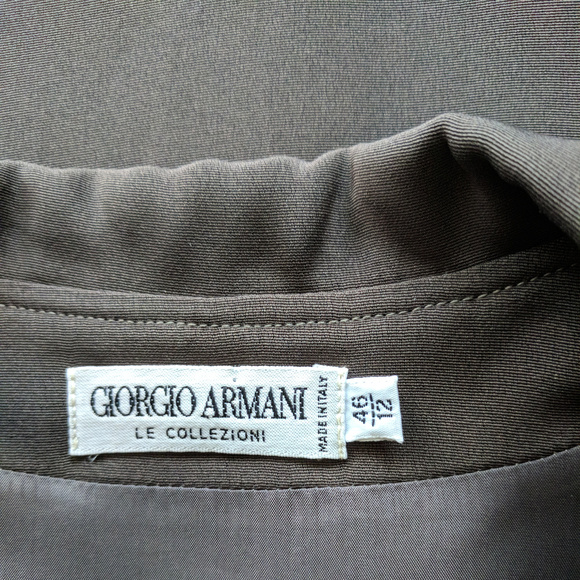 GIORGIO ARMANI
LE COLLEZIONI
MADE IN ITALY
46
12